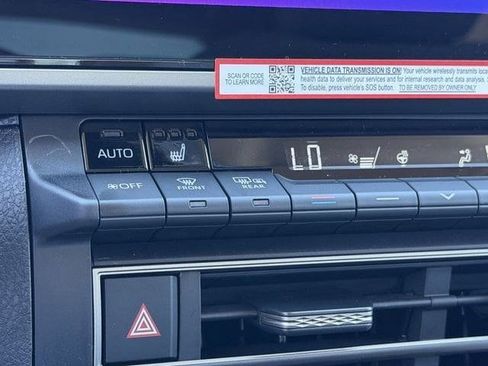 SCAN OR CODE
TO LEARN MORE
VEHICLE DATA TRANSMISSION IS ON! Your vehicle wirelessly transmits
health data to deliver your services and for internal research and data analysis,
To disable, press vehicle's SOS button. TO BE REMOVED BY OWNER ONLY
AUTO
LO
OFF
FRONT
REAR